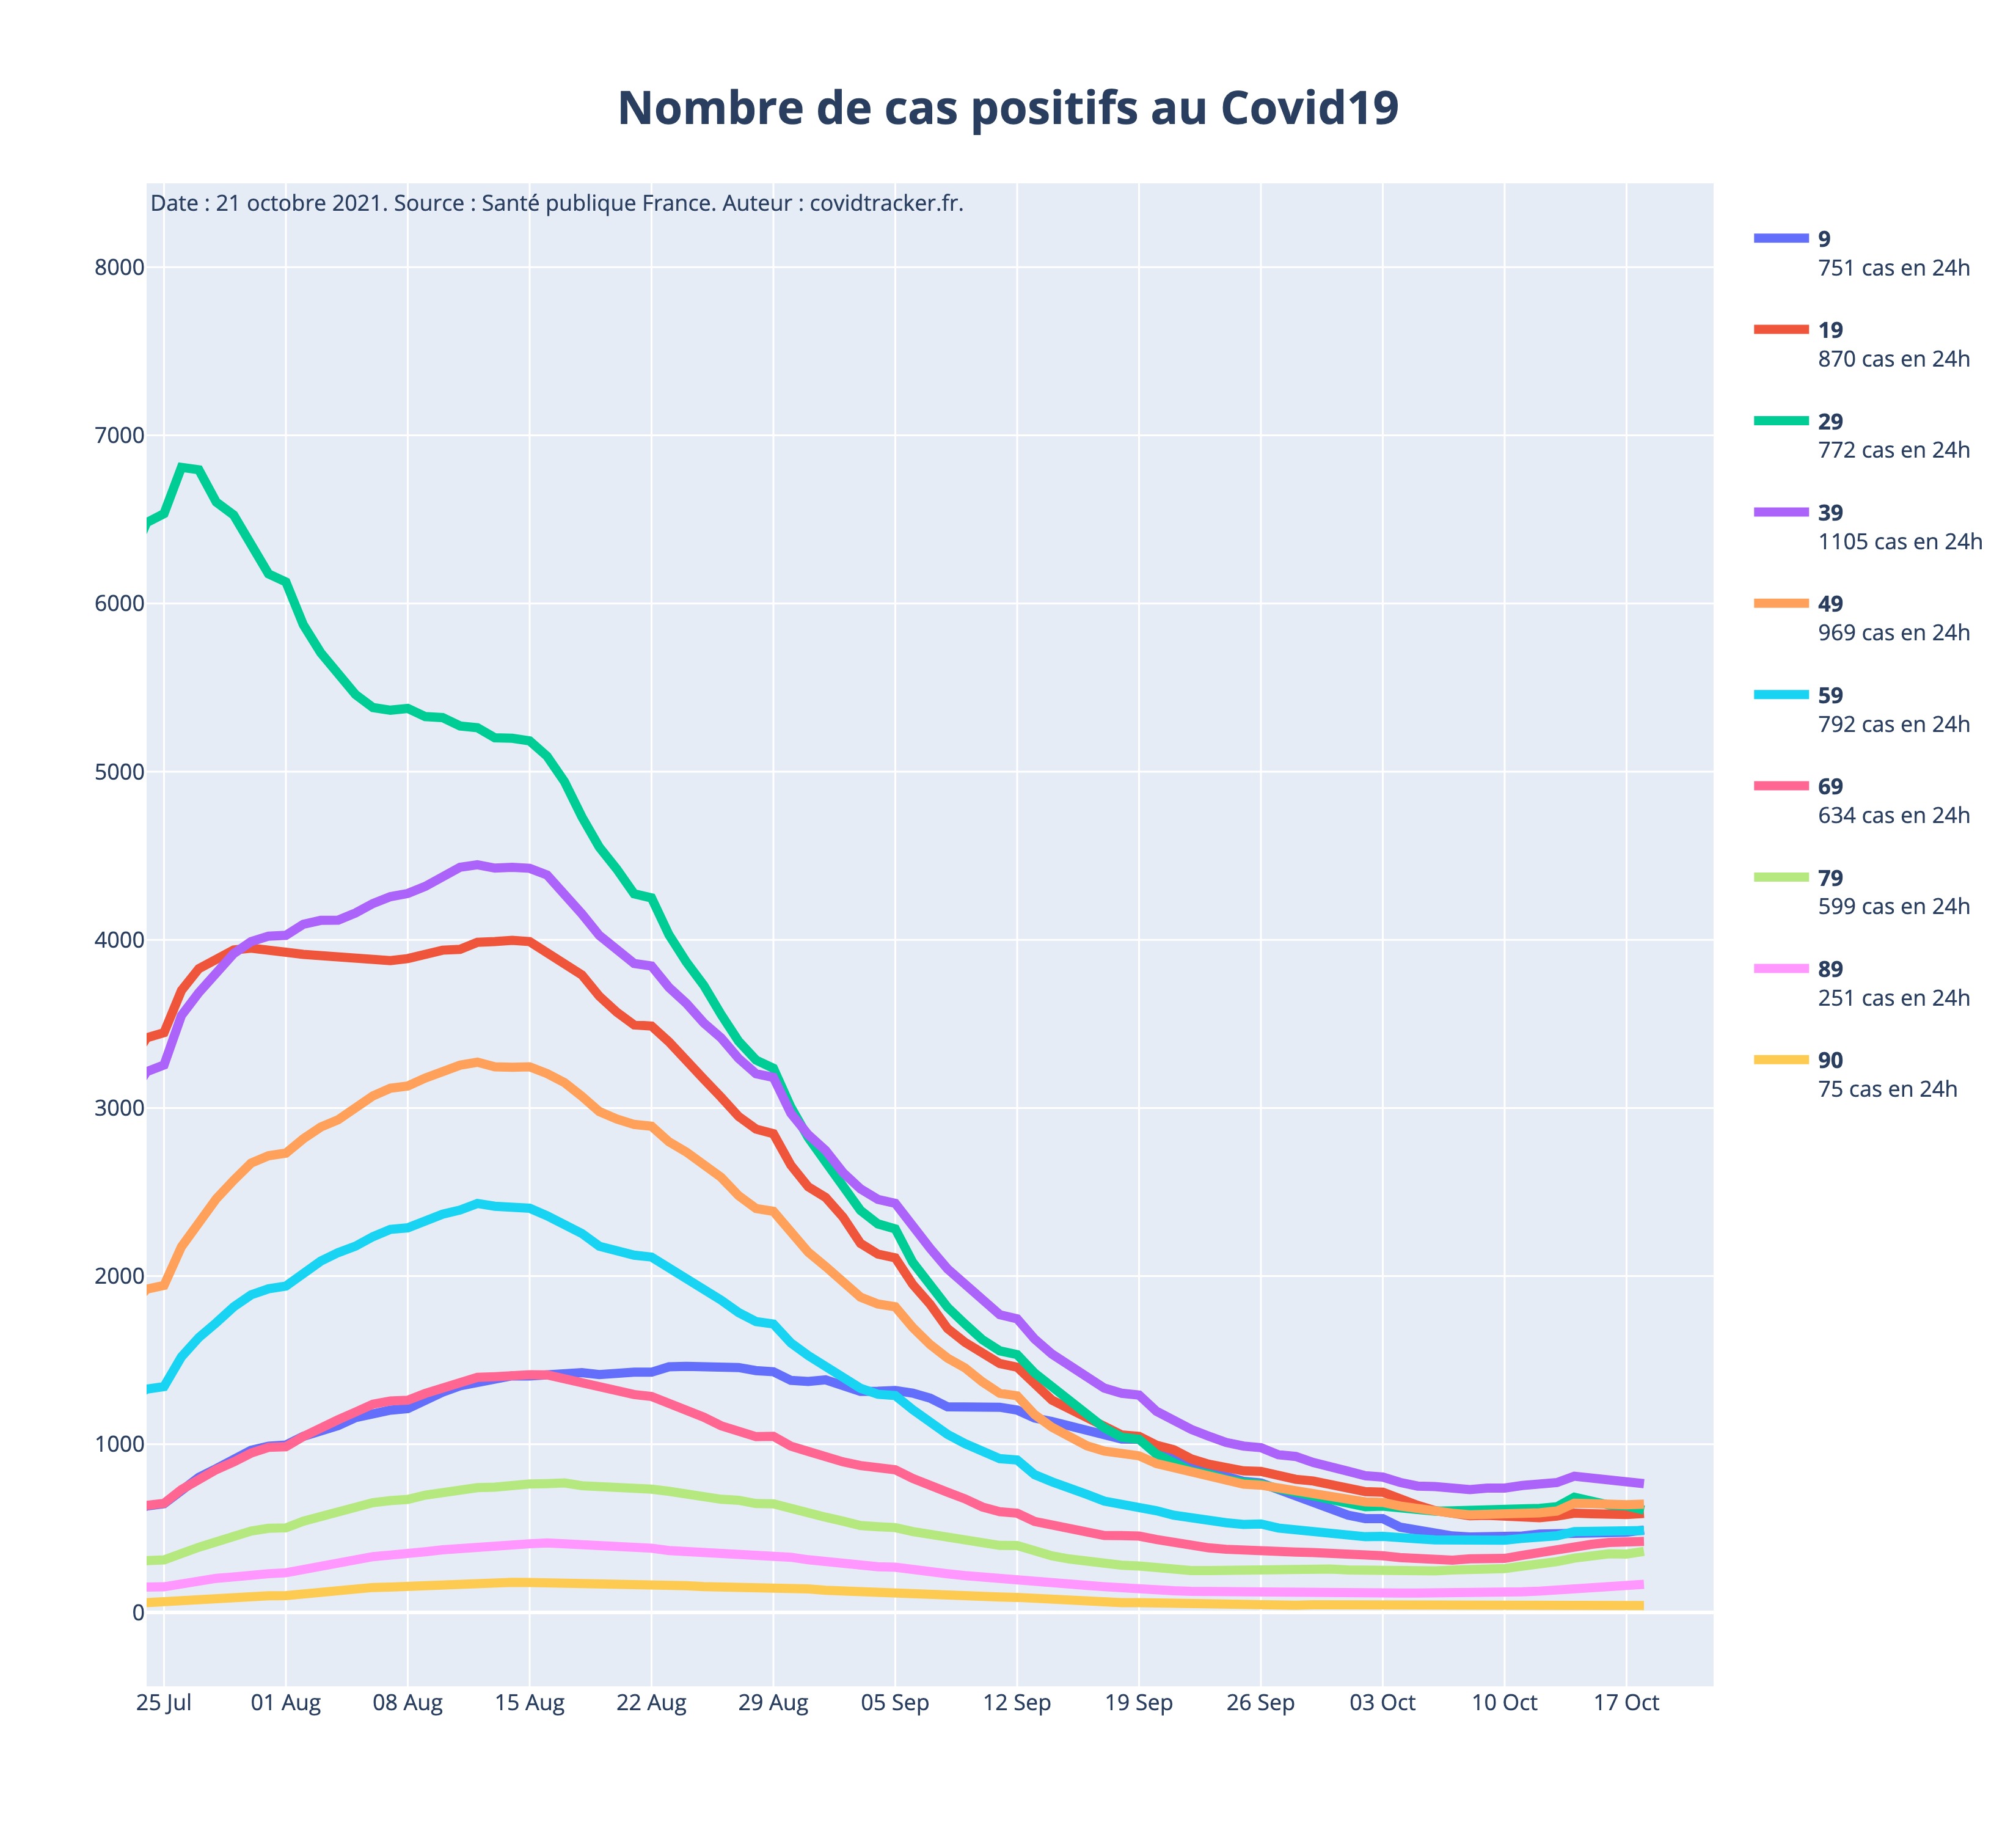 Nombre de cas positifs au Covid19
Date : 21 octobre 2021. Source : Santé publique France. Auteur : covidtracker.fr.
8000
7000
6000
5000
4000
3000
2000
1000
0
25 Jul
01 Aug
08 Aug
15 Aug
22 Aug
29 Aug
05 Sep
12 Sep
19 Sep
26 Sep
03 Oct
10 Oct
17 Oct
9
751 cas en 24h
19
870 cas en 24h
29
772 cas en 24h
39
1105 cas en 24h
49
969 cas en 24h
59
792 cas en 24h
69
634 cas en 24h
79
599 cas en 24h
89
251 cas en 24h
90
75 cas en 24h